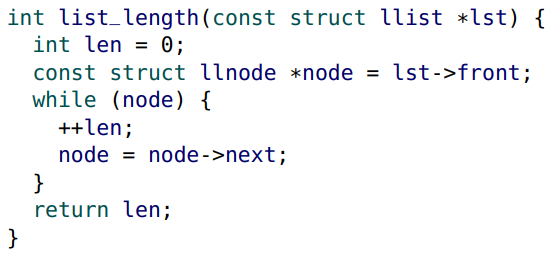 int list_length(const struct llist *lst) {
  int len = 0;
  const struct llnode *node = lst->front;
  while (node) {
    ++len;
    node = node->next;
  }
  return len;
}